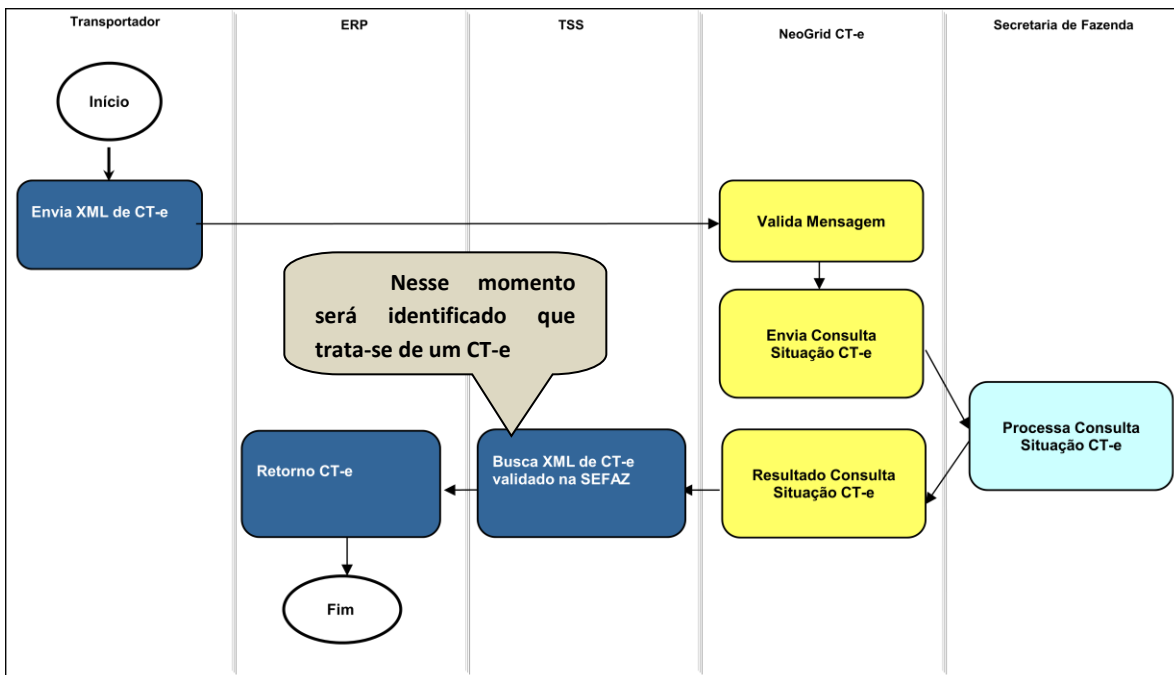 Transportador
ERP
TSS
NeoGrid CT-e
Secretaria de Fazenda
Início
Envia XML de CT-e
Valida Mensagem
Nesse momento
será identificado que
trata-se de um CT-e
Envia Consulta
Situação CT-e
Processa Consulta
Situação CT-e
Retorno CT-e
Busca XML de CT-e
validado na SEFAZ
Resultado Consulta
Situação CT-e
Fim